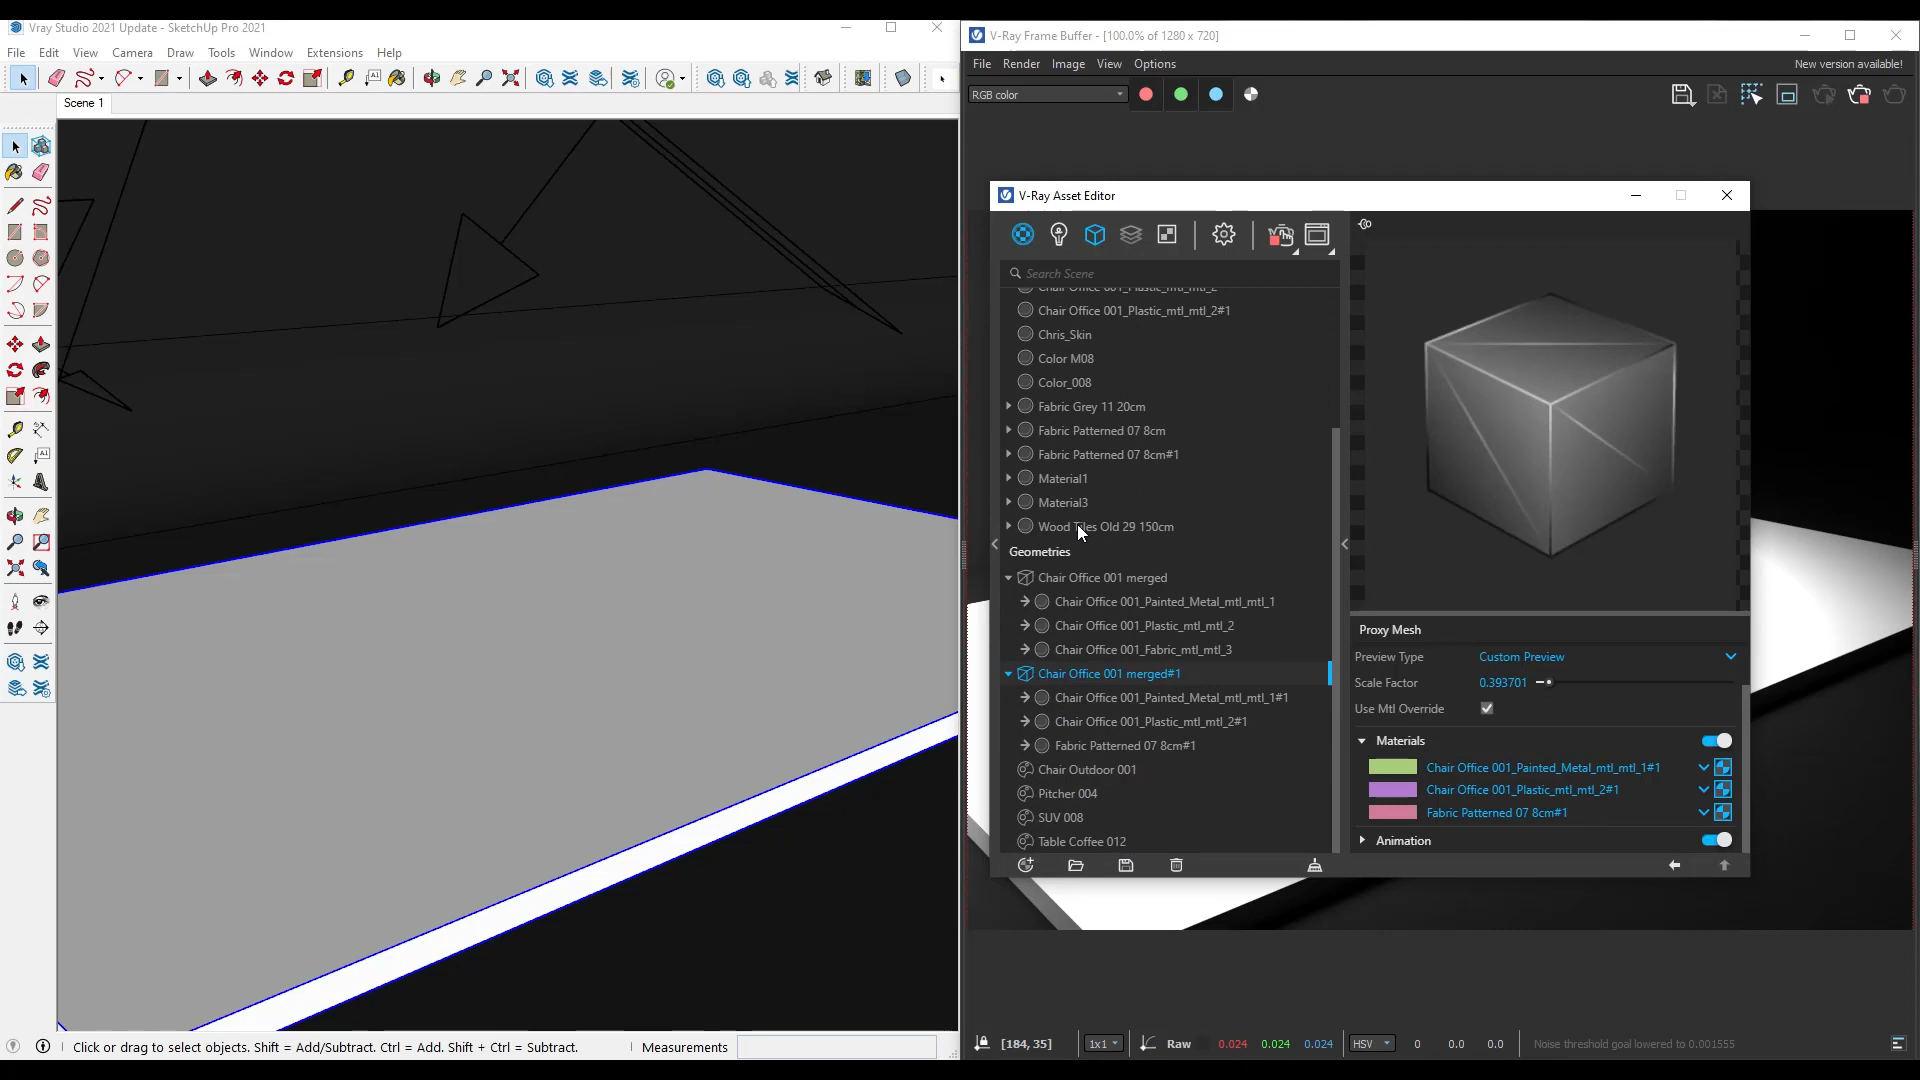 Vray Studio 2021 Update - SketchUp Pro 2021
File Edit View Camera Draw Tools Window Extensions Help
Scene 1
Click or drag to select objects. Shift = Add/Subtract. Ctrl = Add. Shift + Ctrl = Subtract.
Measurements
V-Ray Frame Buffer - [100.0% of 1280 x 720]
File Render Image View Options
New version available!
RGB color
V-Ray Asset Editor
Search Scene
Chair Office 001_Plastic_mtl_mtl_2
Chair Office 001_Plastic_mtl_mtl_2#1
Chris_Skin
Color M08
Color_008
Fabric Grey 11 20cm
Fabric Patterned 07 8cm
Fabric Patterned 07 8cm#1
Material1
Material3
Wood Tiles Old 29 150cm
Geometries
Chair Office 001 merged
Chair Office 001_Painted_Metal_mtl_mtl_1
Chair Office 001_Plastic_mtl_mtl_2
Chair Office 001_Fabric_mtl_mtl_3
Chair Office 001 merged#1
Chair Office 001_Painted_Metal_mtl_mtl_1#1
Chair Office 001_Plastic_mtl_mtl_2#1
Fabric Patterned 07 8cm#1
Chair Outdoor 001
Pitcher 004
SUV 008
Table Coffee 012
Proxy Mesh
Preview Type Custom Preview
Scale Factor 0.393701
Use Mtl Override
Materials
Chair Office 001_Painted_Metal_mtl_mtl_1#1
Chair Office 001_Plastic_mtl_mtl_2#1
Fabric Patterned 07 8cm#1
Animation
[184, 35] 1x1 Raw 0.024 0.024 0.024 HSV 0 0.0 0.0 Noise threshold goal lowered to 0.001555